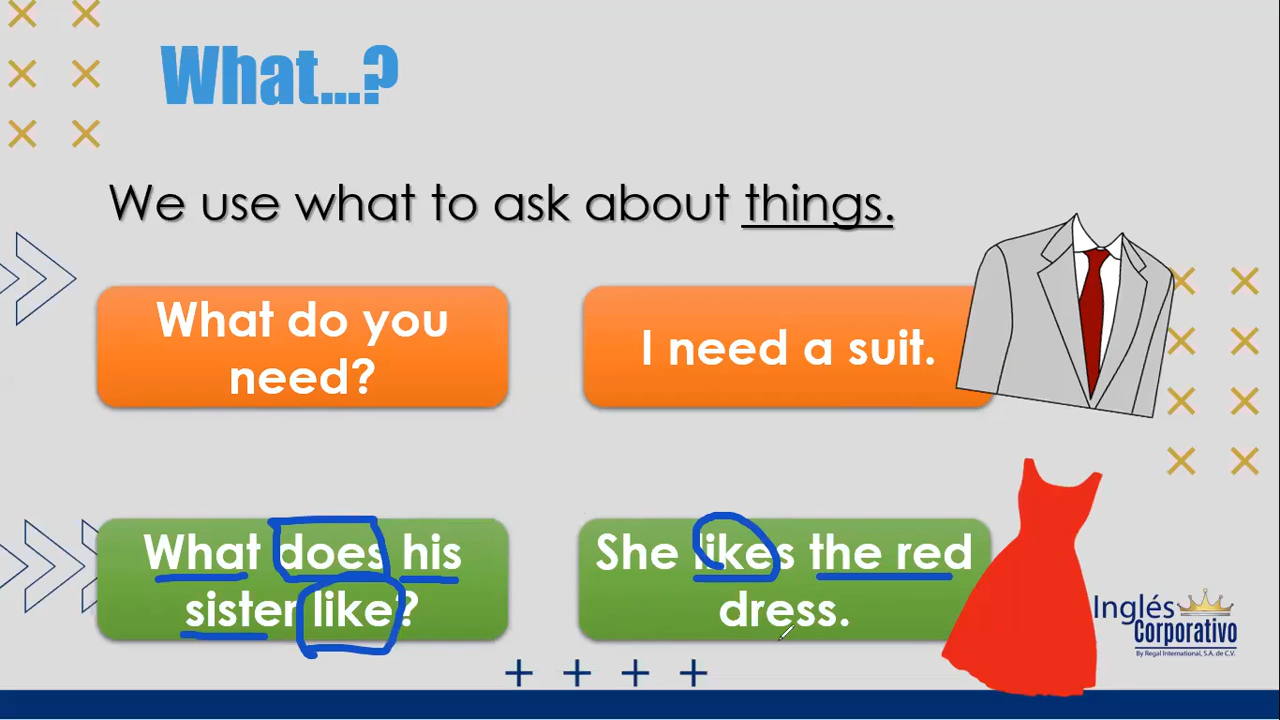 What...?
We use what to ask about things.
What do you
need?
I need a suit.
What does his
sister like?
She likes the red
dress.
Inglés
Corporativo
By Regal International, S.A. de C.V.